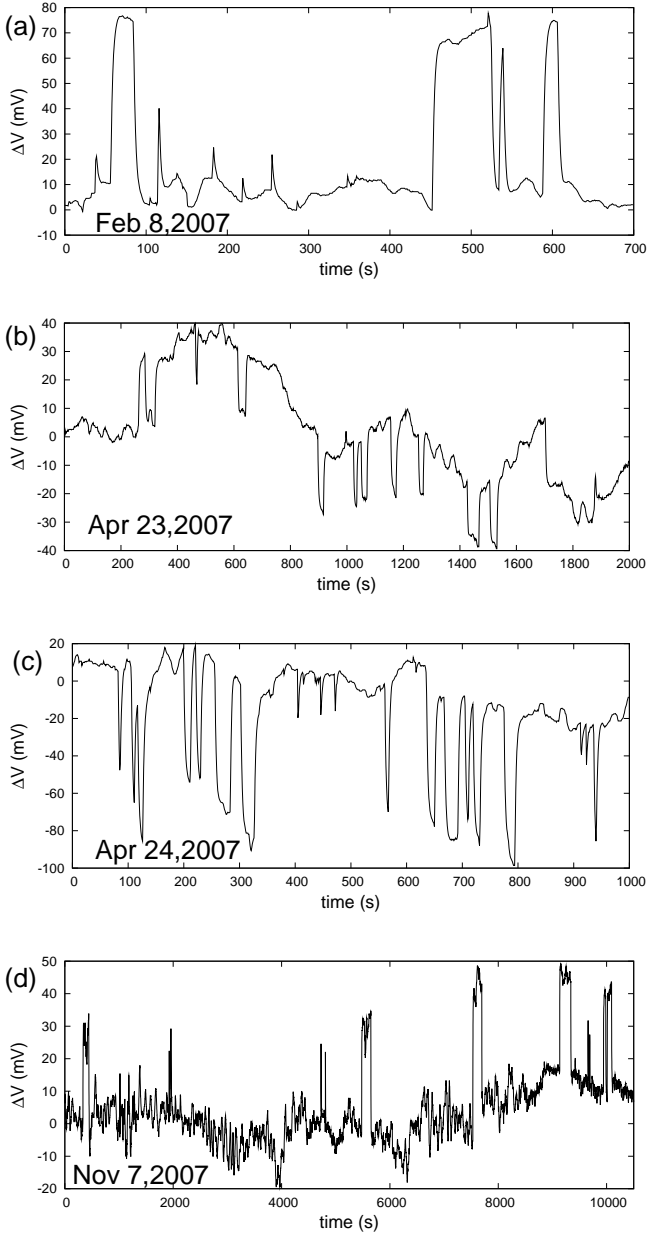 (a)
80
70
60
50
40
30
20
10
0
-10
ΔV (mV)
Feb 8,2007
0 100 200 300 400 500 600 700
time (s)
(b)
40
30
20
10
0
-10
-20
-30
-40
ΔV (mV)
Apr 23,2007
0 200 400 600 800 1000 1200 1400 1600 1800 2000
time (s)
(c)
20
0
-20
-40
-60
-80
-100
ΔV (mV)
Apr 24,2007
0 100 200 300 400 500 600 700 800 900 1000
time (s)
(d)
50
40
30
20
10
0
-10
-20
ΔV (mV)
Nov 7,2007
0 2000 4000 6000 8000 10000
time (s)